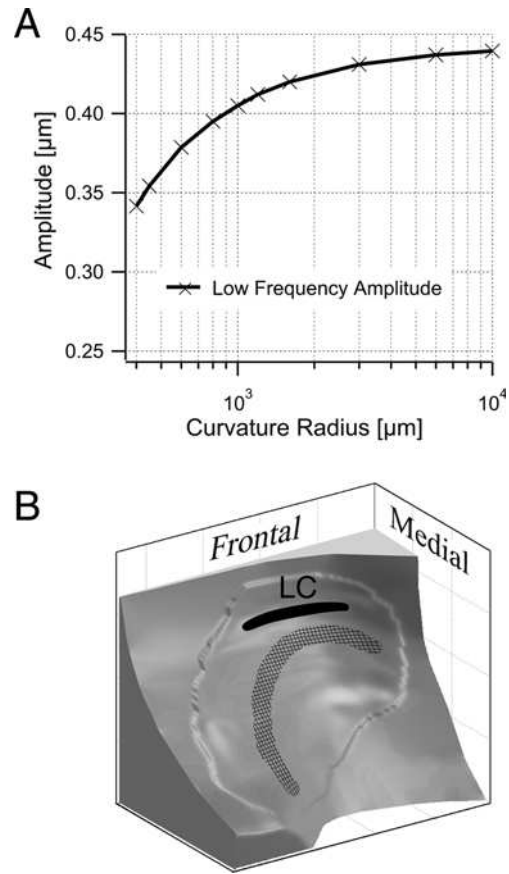 A
0.45
0.40
0.35
0.30
0.25
Amplitude [µm]
Low Frequency Amplitude
10³
10⁴
Curvature Radius [µm]
B
Frontal
Medial
LC